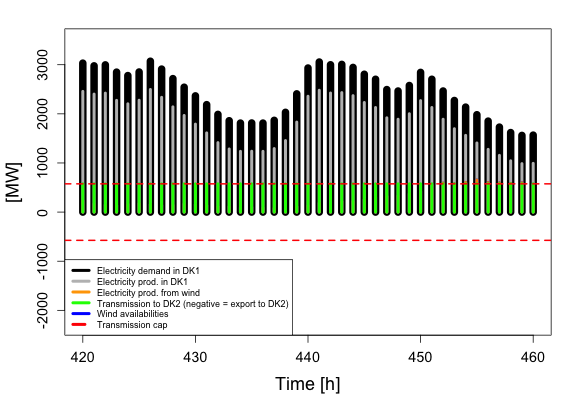 [MW]
3000
2000
1000
0
-1000
-2000
Electricity demand in DK1
Electricity prod. in DK1
Electricity prod. from wind
Transmission to DK2 (negative = export to DK2)
Wind availabilities
Transmission cap
420 430 440 450 460
Time [h]